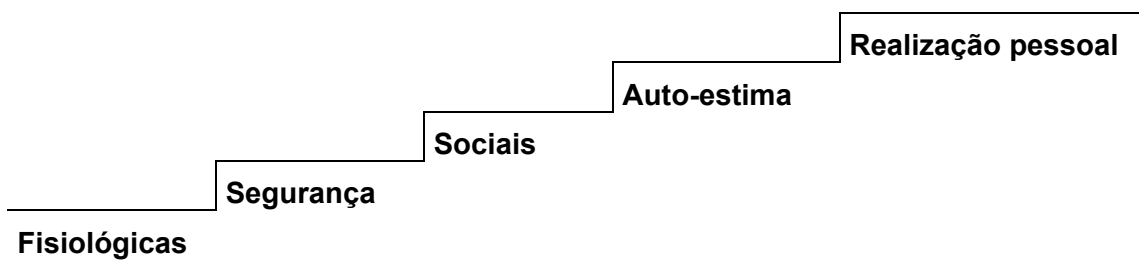 Realização pessoal
Auto-estima
Sociais
Segurança
Fisiológicas